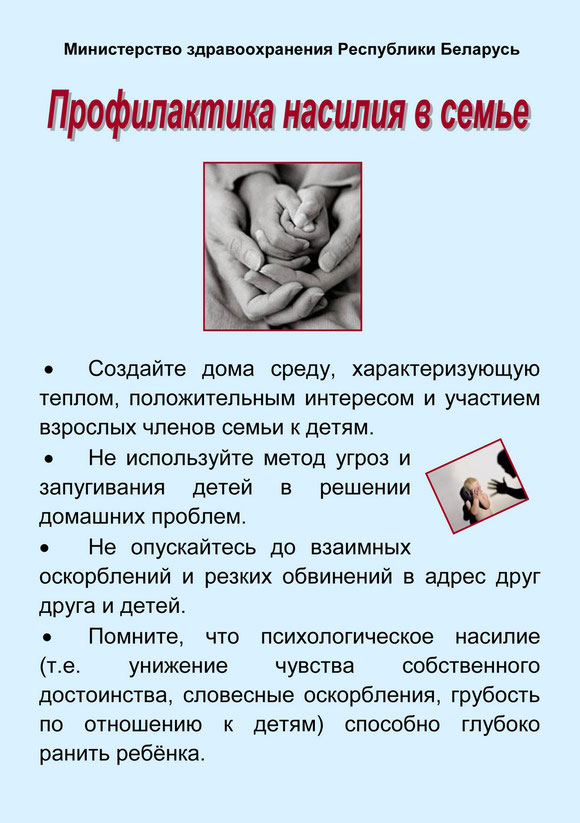 Министерство здравоохранения Республики Беларусь
Профилактика насилия в семье
• Создайте дома среду, характеризующую
теплом, положительным интересом и участием
взрослых членов семьи к детям.
• Не используйте метод угроз и
запугивания детей в решении
домашних проблем.
• Не опускайтесь до взаимных
оскорблений и резких обвинений в адрес друг
друга и детей.
• Помните, что психологическое насилие
(т.е. унижение чувства собственного
достоинства, словесные оскорбления, грубость
по отношению к детям) способно глубоко
ранить ребёнка.